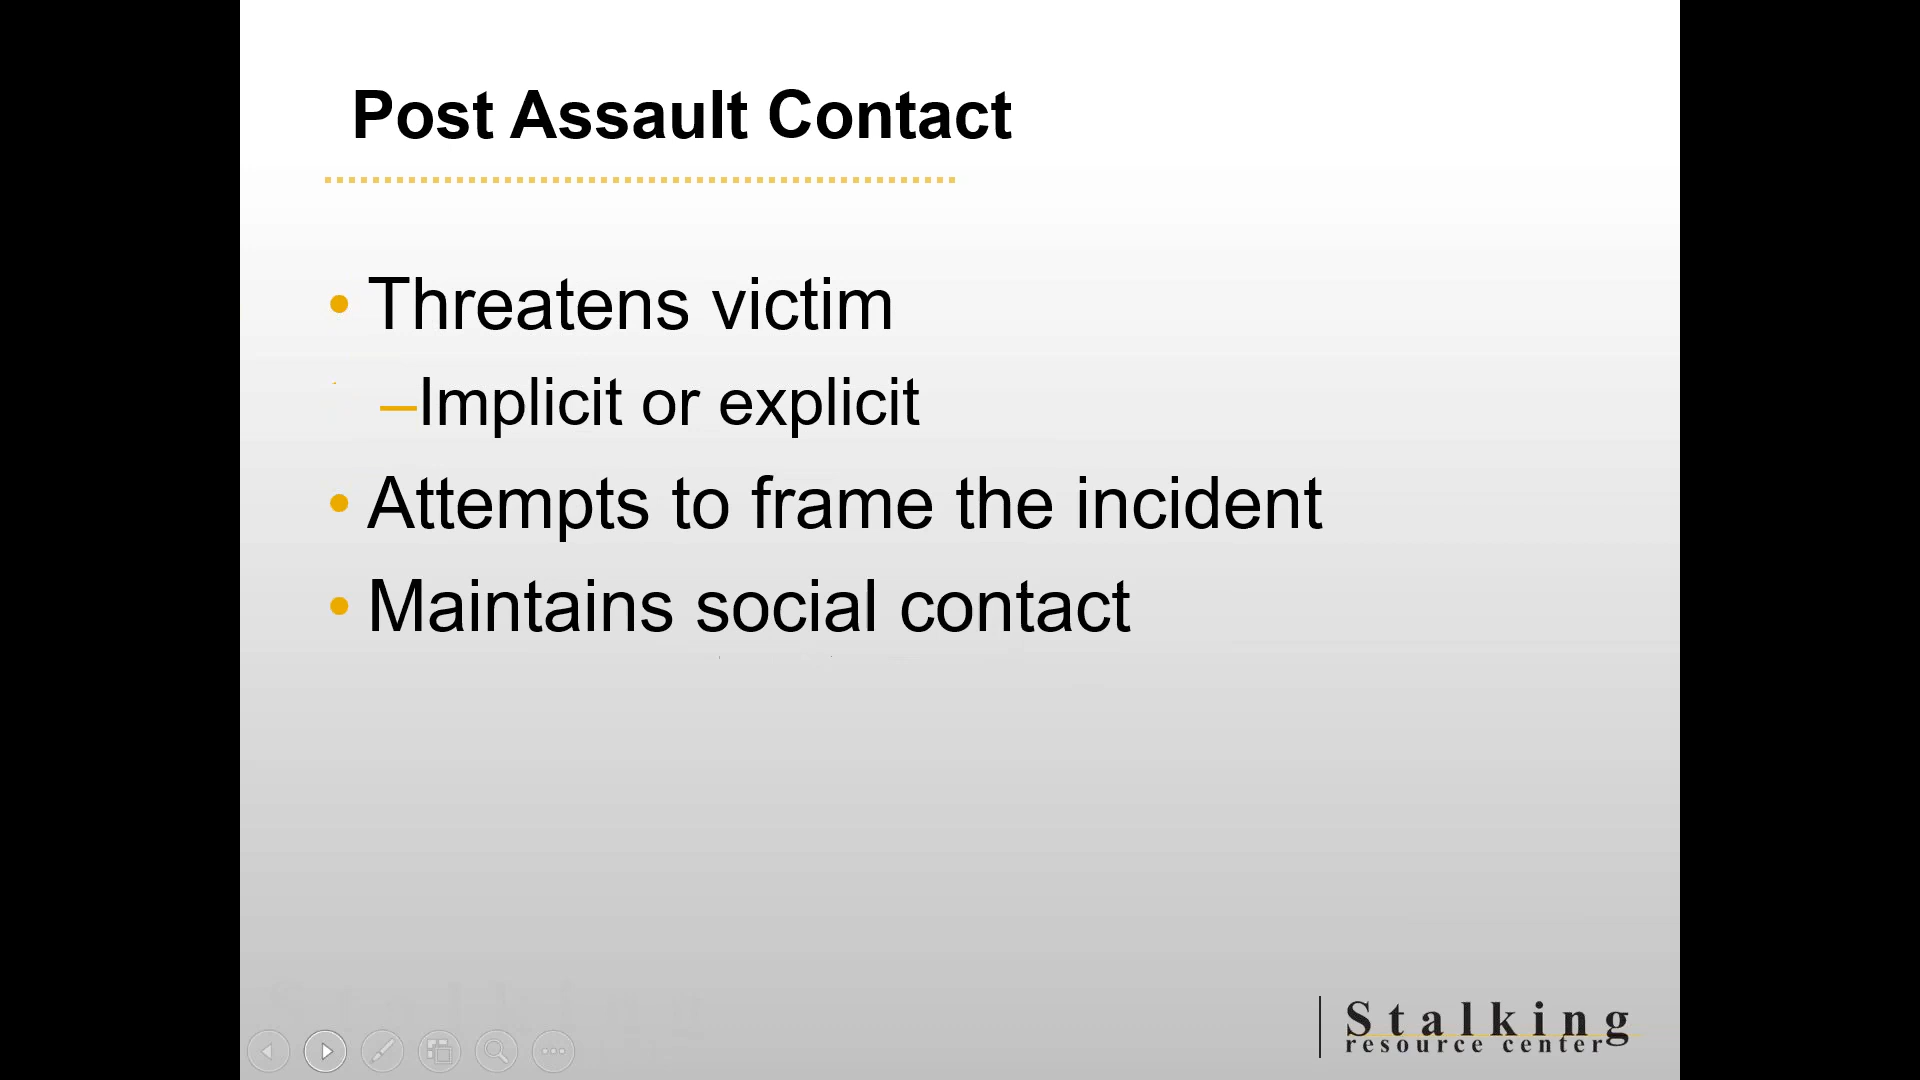 Post Assault Contact
• Threatens victim
–Implicit or explicit
• Attempts to frame the incident
• Maintains social contact
Stalking
resource center